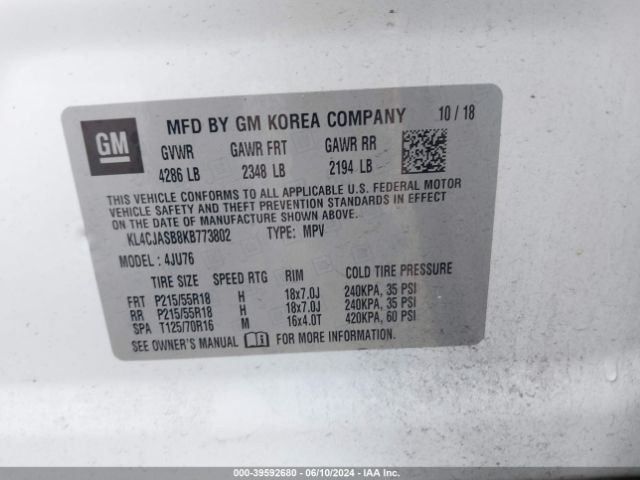 GM
MFD BY GM KOREA COMPANY 10 / 18
GVWR GAWR FRT GAWR RR
4286 LB 2348 LB 2194 LB
THIS VEHICLE CONFORMS TO ALL APPLICABLE U.S. FEDERAL MOTOR
VEHICLE SAFETY AND THEFT PREVENTION STANDARDS IN EFFECT
ON THE DATE OF MANUFACTURE SHOWN ABOVE.
KL4CJASB8KB773802 TYPE: MPV
MODEL : 4JU76
TIRE SIZE SPEED RTG RIM COLD TIRE PRESSURE
FRT P215/55R18 H 18x7.0J 240KPA, 35 PSI
RR P215/55R18 H 18x7.0J 240KPA, 35 PSI
SPA T125/70R16 M 16x4.0T 420KPA, 60 PSI
SEE OWNER'S MANUAL FOR MORE INFORMATION.
000-39592680 - 06/10/2024 - IAA Inc.